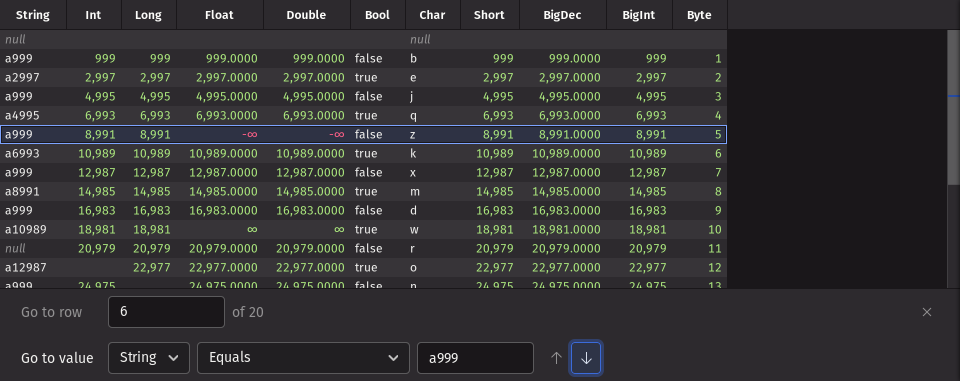 String Int Long Float Double Bool Char Short BigDec BigInt Byte
null null
a999 999 999 999.0000 999.0000 false b 999 999.0000 999 1
a2997 2,997 2,997 2,997.0000 2,997.0000 true e 2,997 2,997.0000 2,997 2
a999 4,995 4,995 4,995.0000 4,995.0000 false j 4,995 4,995.0000 4,995 3
a4995 6,993 6,993 6,993.0000 6,993.0000 true q 6,993 6,993.0000 6,993 4
a999 8,991 8,991 -∞ -∞ false z 8,991 8,991.0000 8,991 5
a6993 10,989 10,989 10,989.0000 10,989.0000 true k 10,989 10,989.0000 10,989 6
a999 12,987 12,987 12,987.0000 12,987.0000 false x 12,987 12,987.0000 12,987 7
a8991 14,985 14,985 14,985.0000 14,985.0000 true m 14,985 14,985.0000 14,985 8
a999 16,983 16,983 16,983.0000 16,983.0000 false d 16,983 16,983.0000 16,983 9
a10989 18,981 18,981 ∞ ∞ true w 18,981 18,981.0000 18,981 10
null 20,979 20,979 20,979.0000 20,979.0000 false r 20,979 20,979.0000 20,979 11
a12987 22,977 22,977.0000 22,977.0000 true o 22,977 22,977.0000 22,977 12
a999 24,975 24,975 24,975.0000 24,975.0000 false 24,975 24,975.0000 24,975 13
Go to row 6 of 20
Go to value String Equals a999